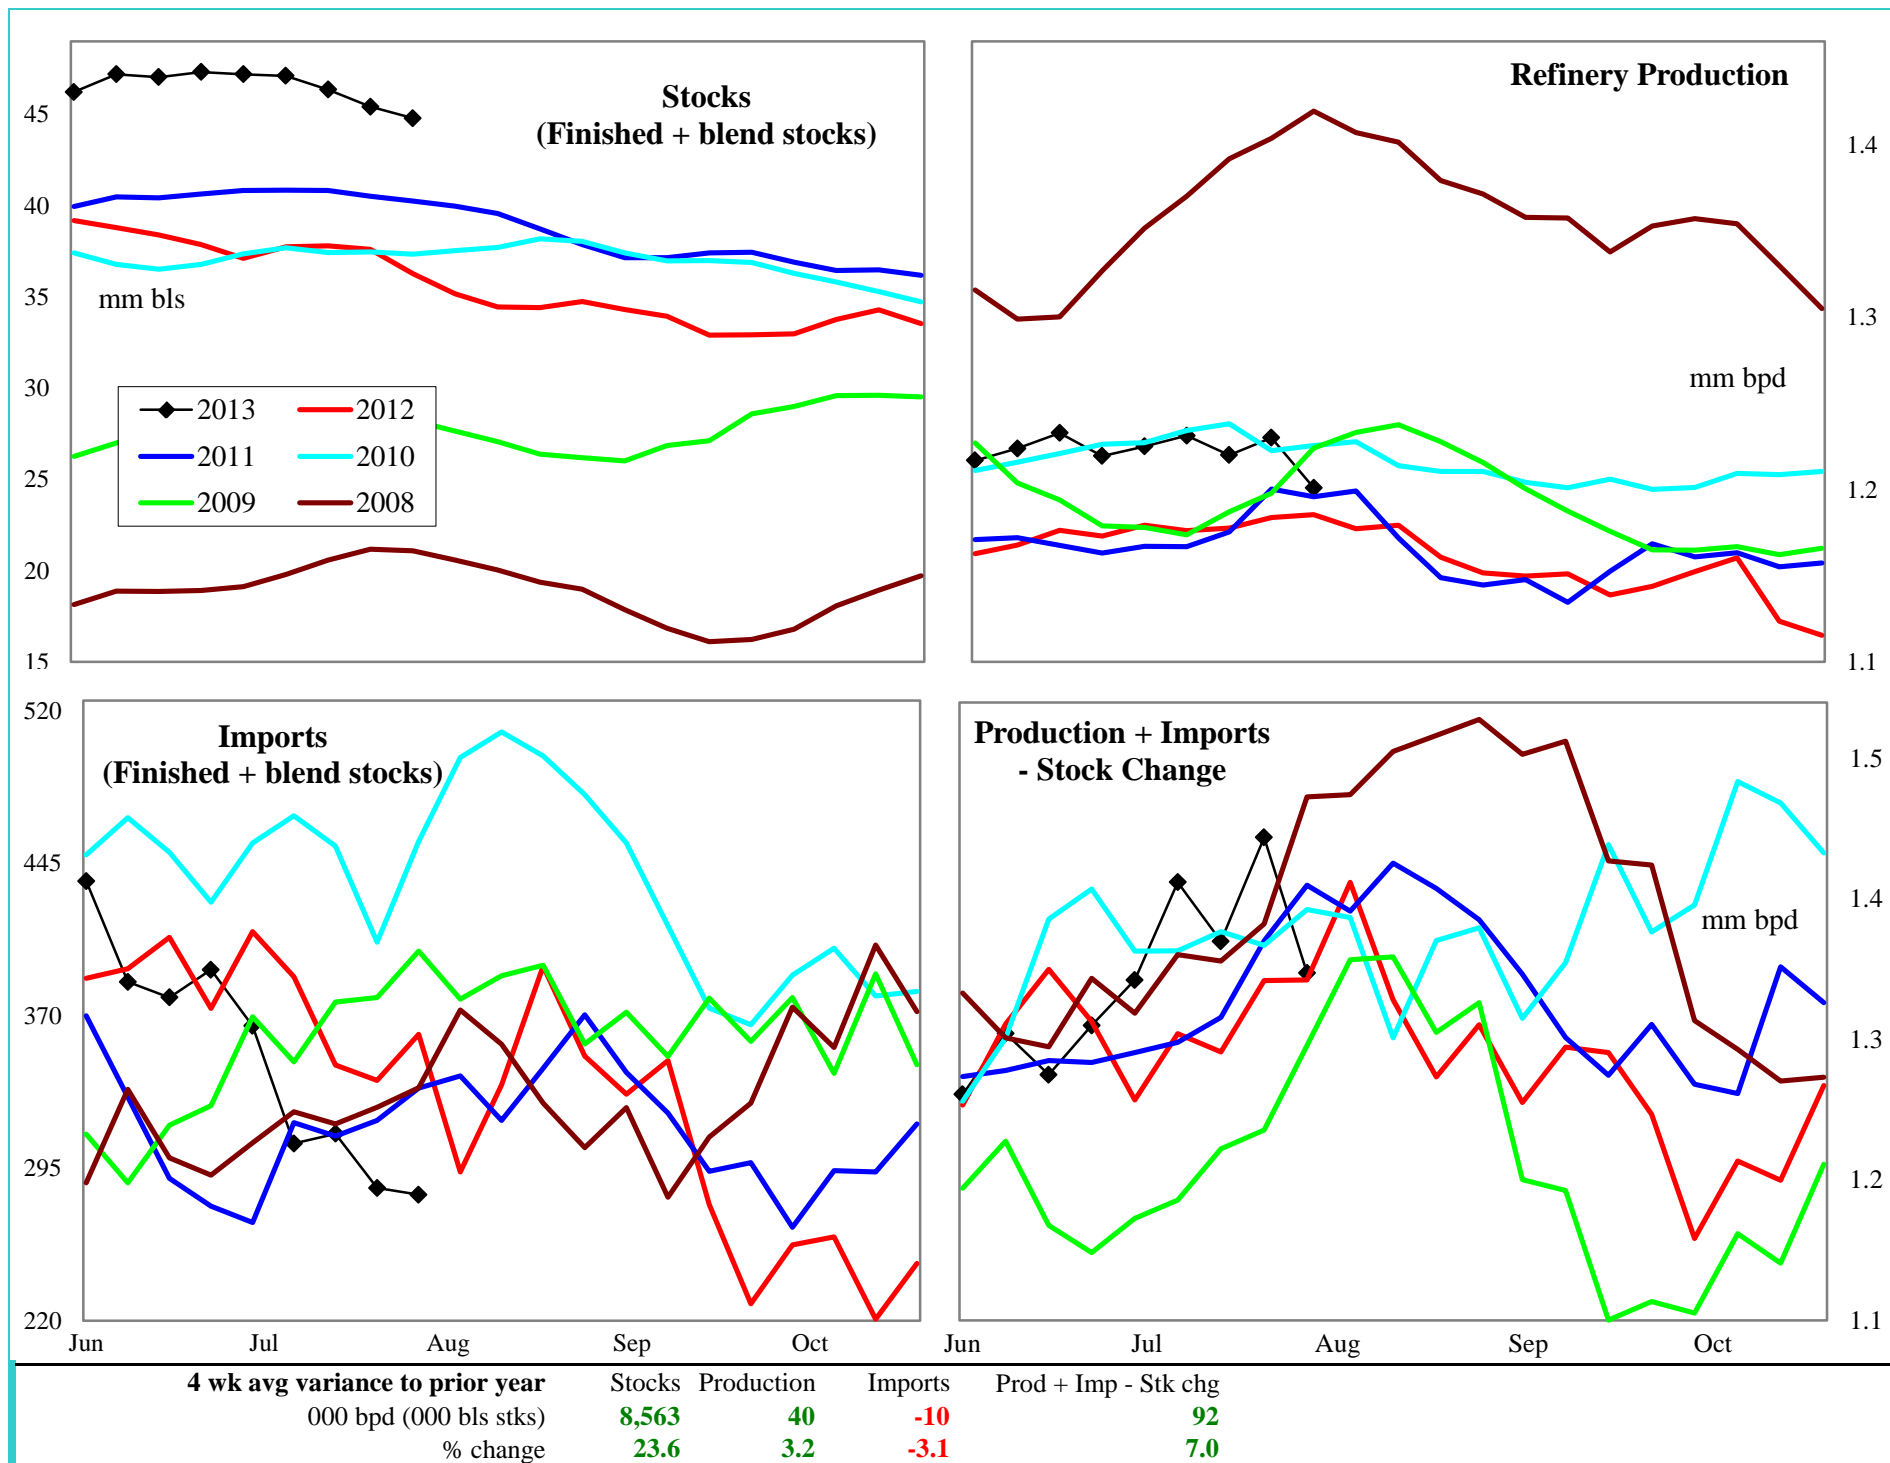 Stocks
(Finished + blend stocks)
45
40
35
30
25
20
15
mm bls
2013 2012
2011 2010
2009 2008
Refinery Production
mm bpd
1.4
1.3
1.2
1.1
Imports
(Finished + blend stocks)
520
445
370
295
220
Jun Jul Aug Sep Oct
Production + Imports
- Stock Change
mm bpd
1.5
1.4
1.3
1.2
1.1
Jun Jul Aug Sep Oct
4 wk avg variance to prior year Stocks Production Imports Prod + Imp - Stk chg
000 bpd (000 bls stks) 8,563 40 -10 92
% change 23.6 3.2 -3.1 7.0